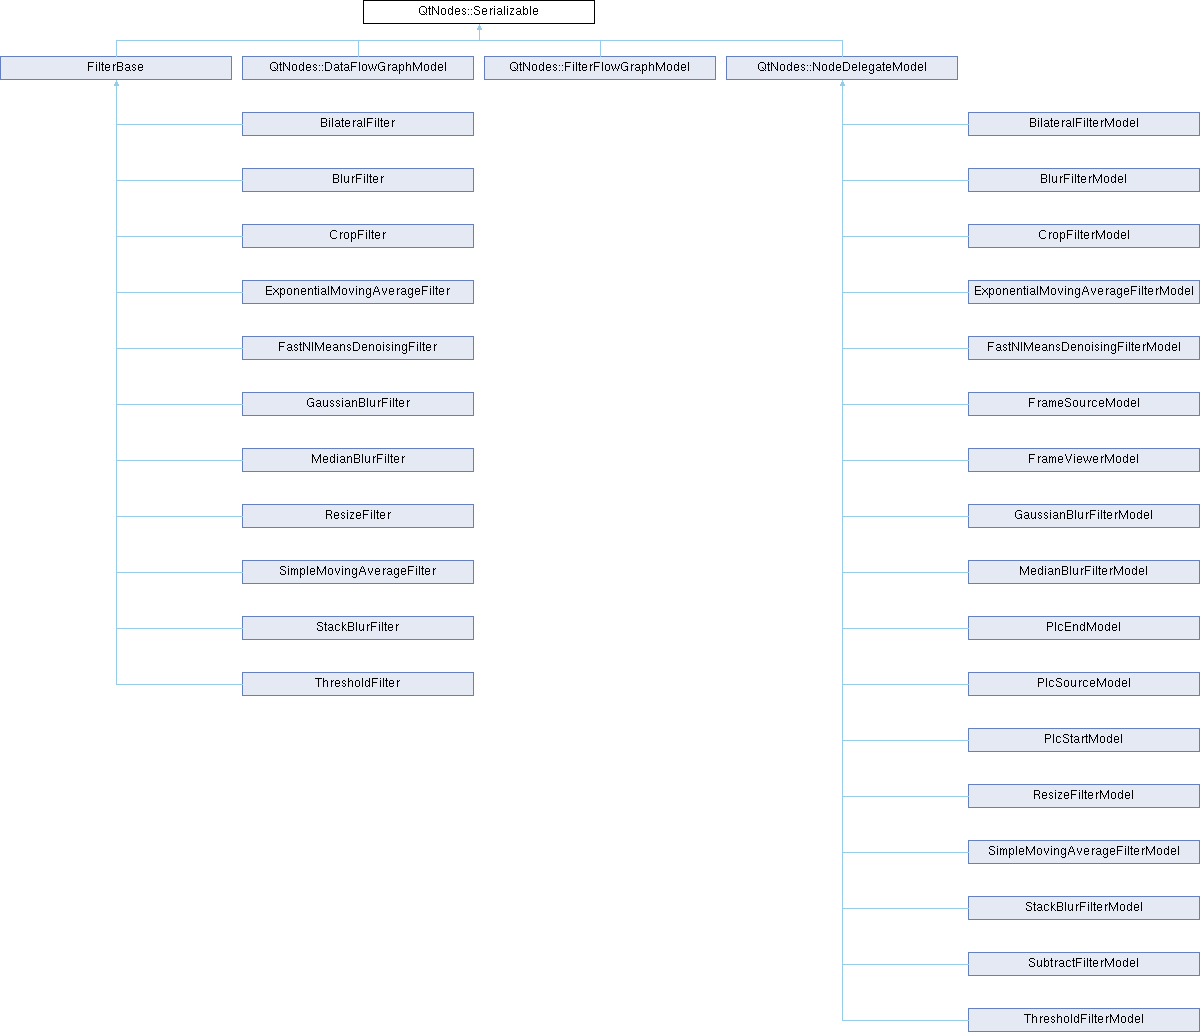 QtNodes::Serializable
FilterBase
QtNodes::DataFlowGraphModel
QtNodes::FilterFlowGraphModel
QtNodes::NodeDelegateModel
BilateralFilter
BilateralFilterModel
BlurFilter
BlurFilterModel
CropFilter
CropFilterModel
ExponentialMovingAverageFilter
ExponentialMovingAverageFilterModel
FastNlMeansDenoisingFilter
FastNlMeansDenoisingFilterModel
GaussianBlurFilter
FrameSourceModel
MedianBlurFilter
FrameViewerModel
ResizeFilter
GaussianBlurFilterModel
SimpleMovingAverageFilter
MedianBlurFilterModel
StackBlurFilter
PlcEndModel
ThresholdFilter
PlcSourceModel
PlcStartModel
ResizeFilterModel
SimpleMovingAverageFilterModel
StackBlurFilterModel
SubtractFilterModel
ThresholdFilterModel